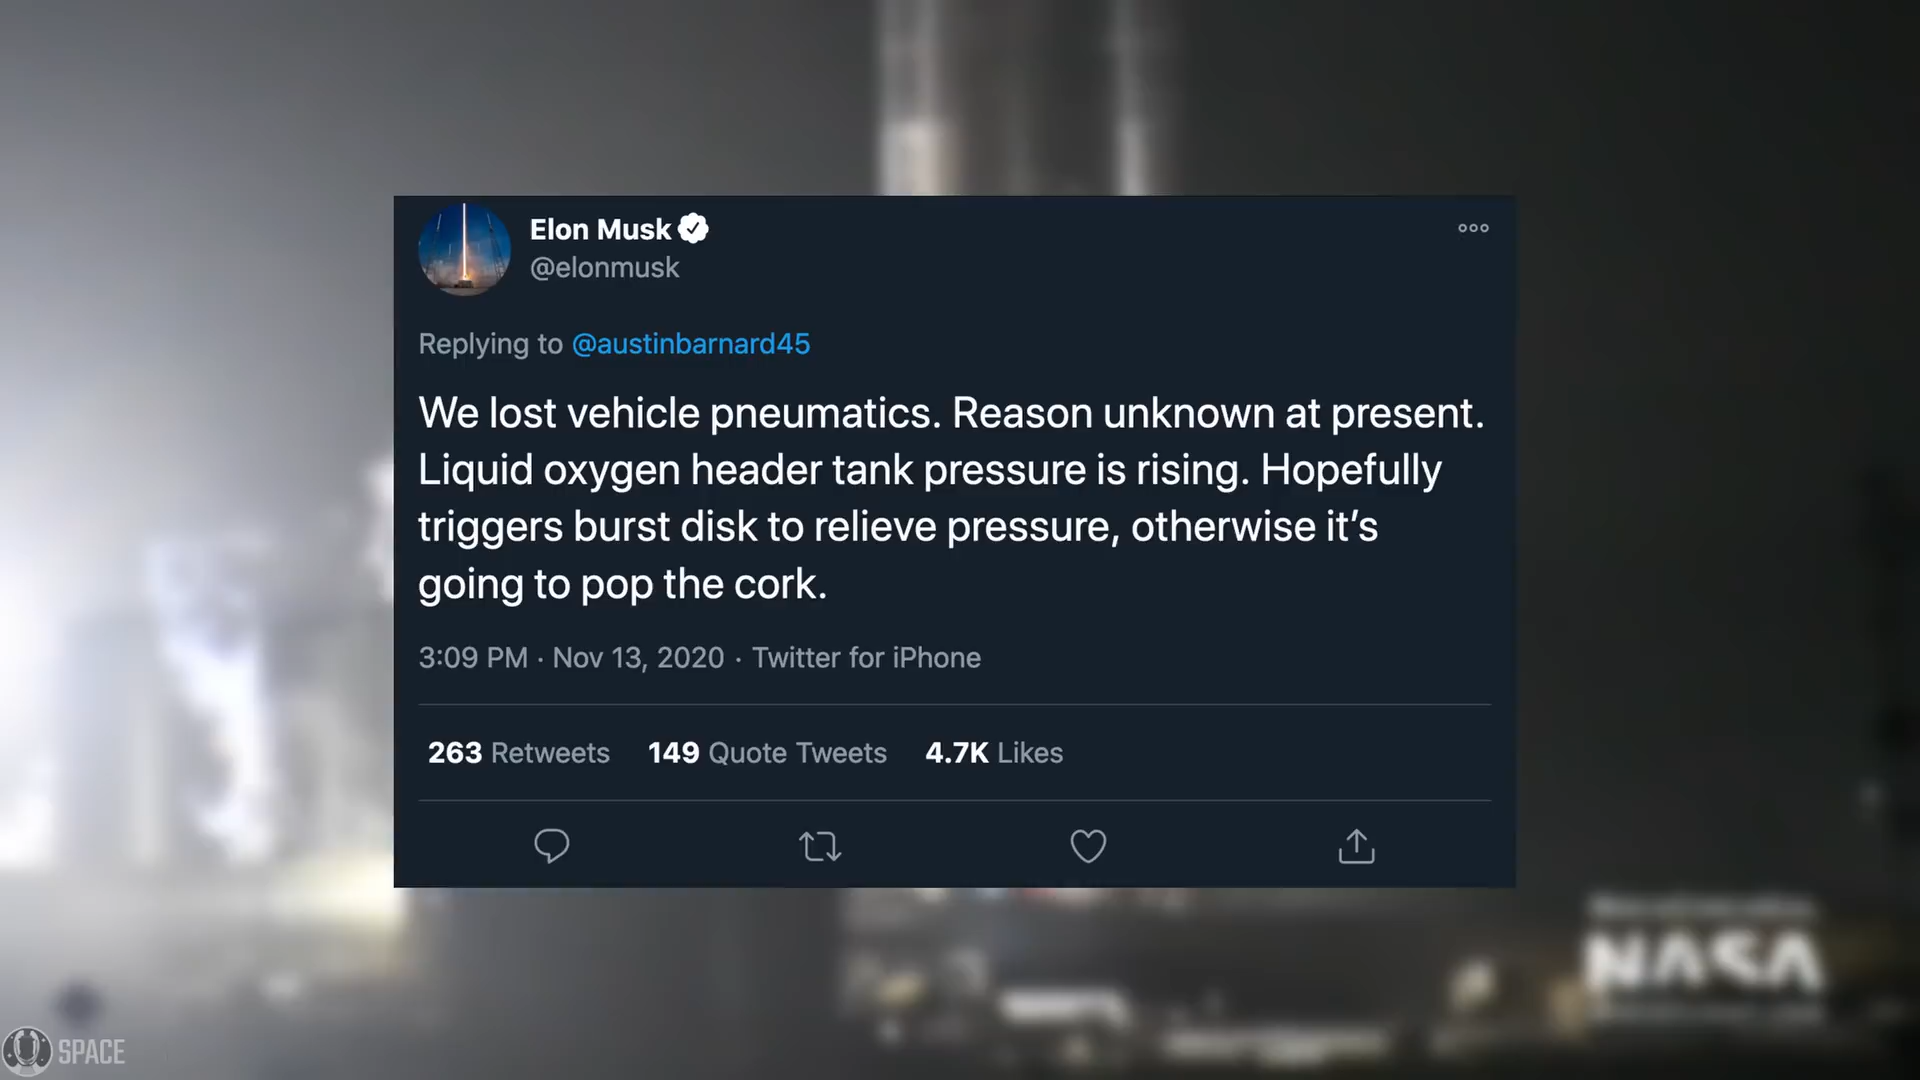 Elon Musk
@elonmusk
Replying to @austinbarnard45
We lost vehicle pneumatics. Reason unknown at present.
Liquid oxygen header tank pressure is rising. Hopefully
triggers burst disk to relieve pressure, otherwise it’s
going to pop the cork.
3:09 PM · Nov 13, 2020 · Twitter for iPhone
263 Retweets 149 Quote Tweets 4.7K Likes
NASA
SPACE